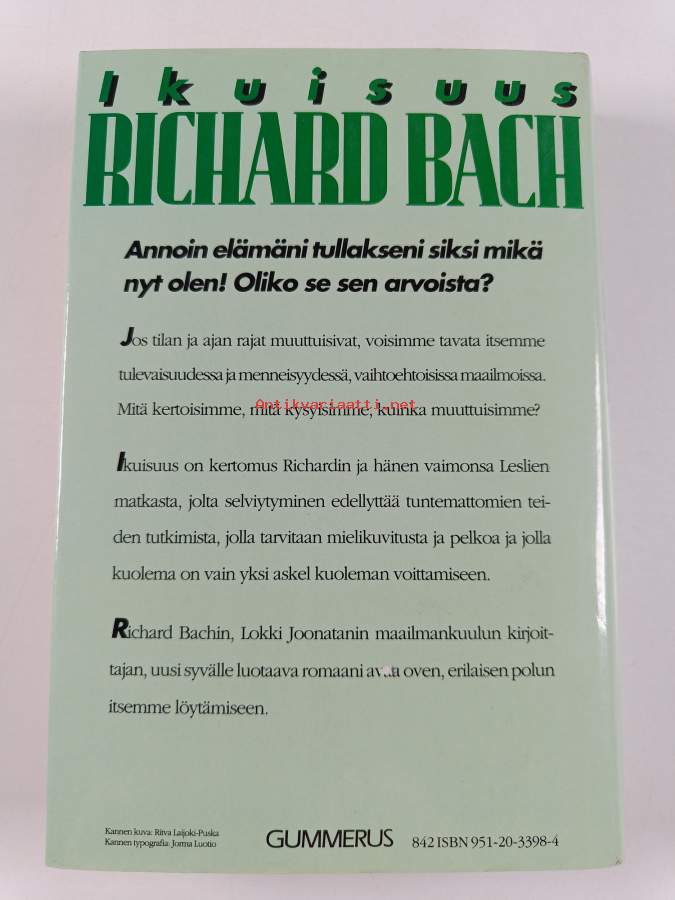 Ikuisuus
RICHARD BACH
Annoin elämäni tullakseni siksi mikä
nyt olen! Oliko se sen arvoista?
Jos tilan ja ajan rajat muuttuisivat, voisimme tavata itsemme
tulevaisuudessa ja menneisyydessä, vaihtoehtoisissa maailmoissa.
Mitä kertoisimme, mitä kysyisimme, kuinka muuttuisimme?
Antikvariaatti.net
Ikuisuus on kertomus Richardin ja hänen vaimonsa Leslien
matkasta, jolta selviytyminen edellyttää tuntemattomien tei-
den tutkimista, jolla tarvitaan mielikuvitusta ja pelkoa ja jolla
kuolema on vain yksi askel kuoleman voittamiseen.
Richard Bachin, Lokki Joonatanin maailmankuulun kirjoit-
tajan, uusi syvälle luotaava romaani avaa oven, erilaisen polun
itsemme löytämiseen.
Kannen kuva: Ritva Laijoki-Puska
Kannen typografia: Jorma Luotio
GUMMERUS
842 ISBN 951-20-3398-4